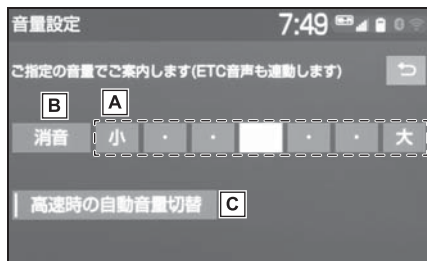 音量設定 7:49
ご指定の音量でご案内します(ETC音声も連動します)
B A
消音 小 ・ ・ ・ ・ 大
高速時の自動音量切替 C